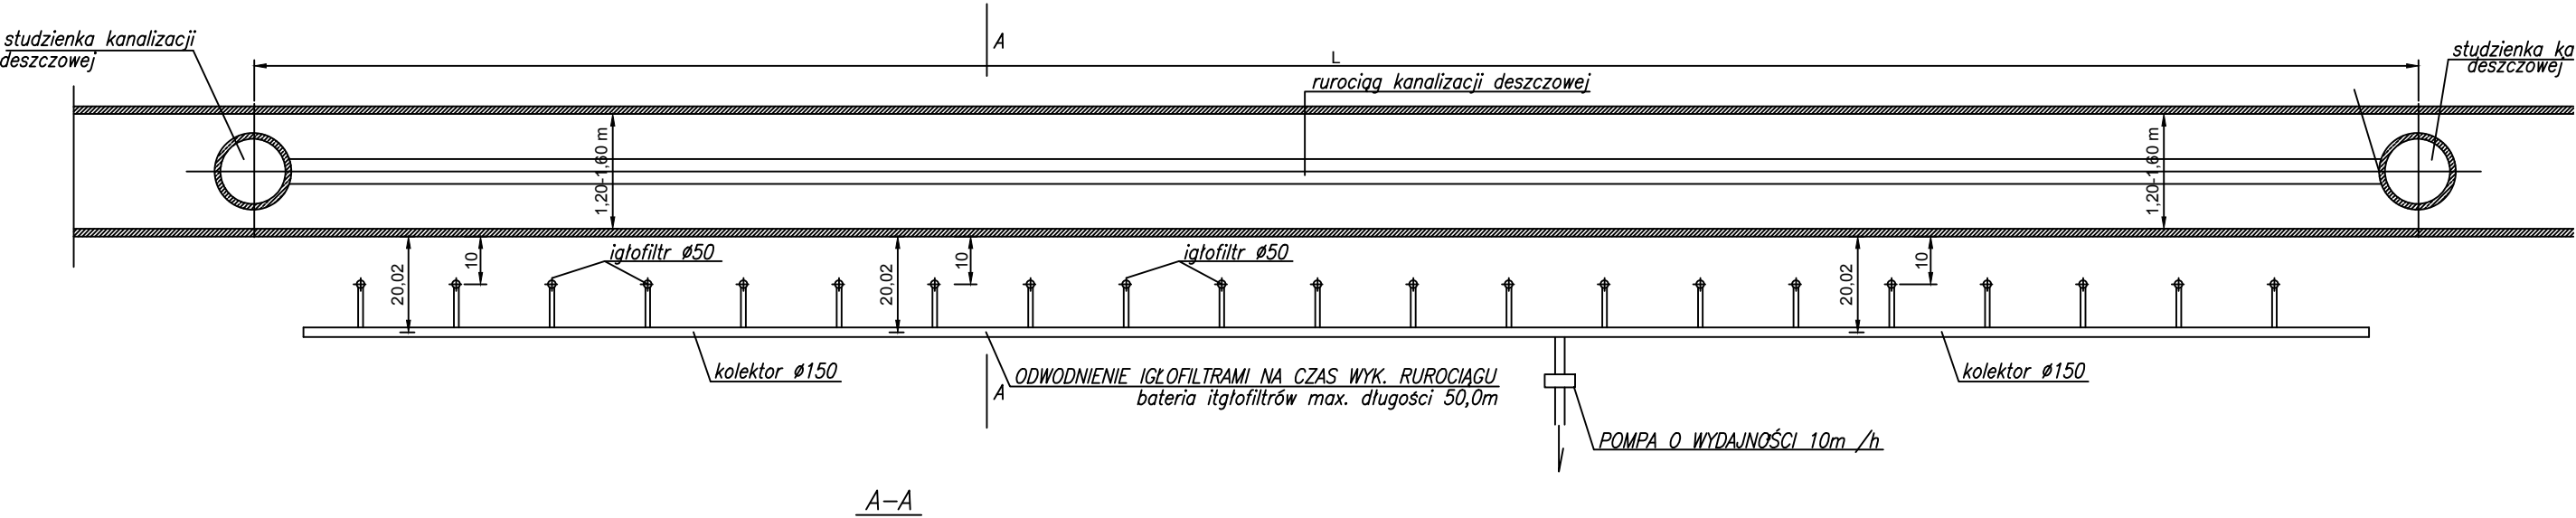 studzienka kanalizacji
deszczowej
A
L
studzienka ka
deszczowej
rurociąg kanalizacji deszczowej
1,20-1,60 m
1,20-1,60 m
20,02
10
igłofiltr ø50
20,02
10
igłofiltr ø50
20,02
10
kolektor ø150
A
ODWODNIENIE IGŁOFILTRAMI NA CZAS WYK. RUROCIĄGU
bateria itgłofiltrów max. długości 50,0m
kolektor ø150
POMPA O WYDAJNOŚCI 10m /h
A-A